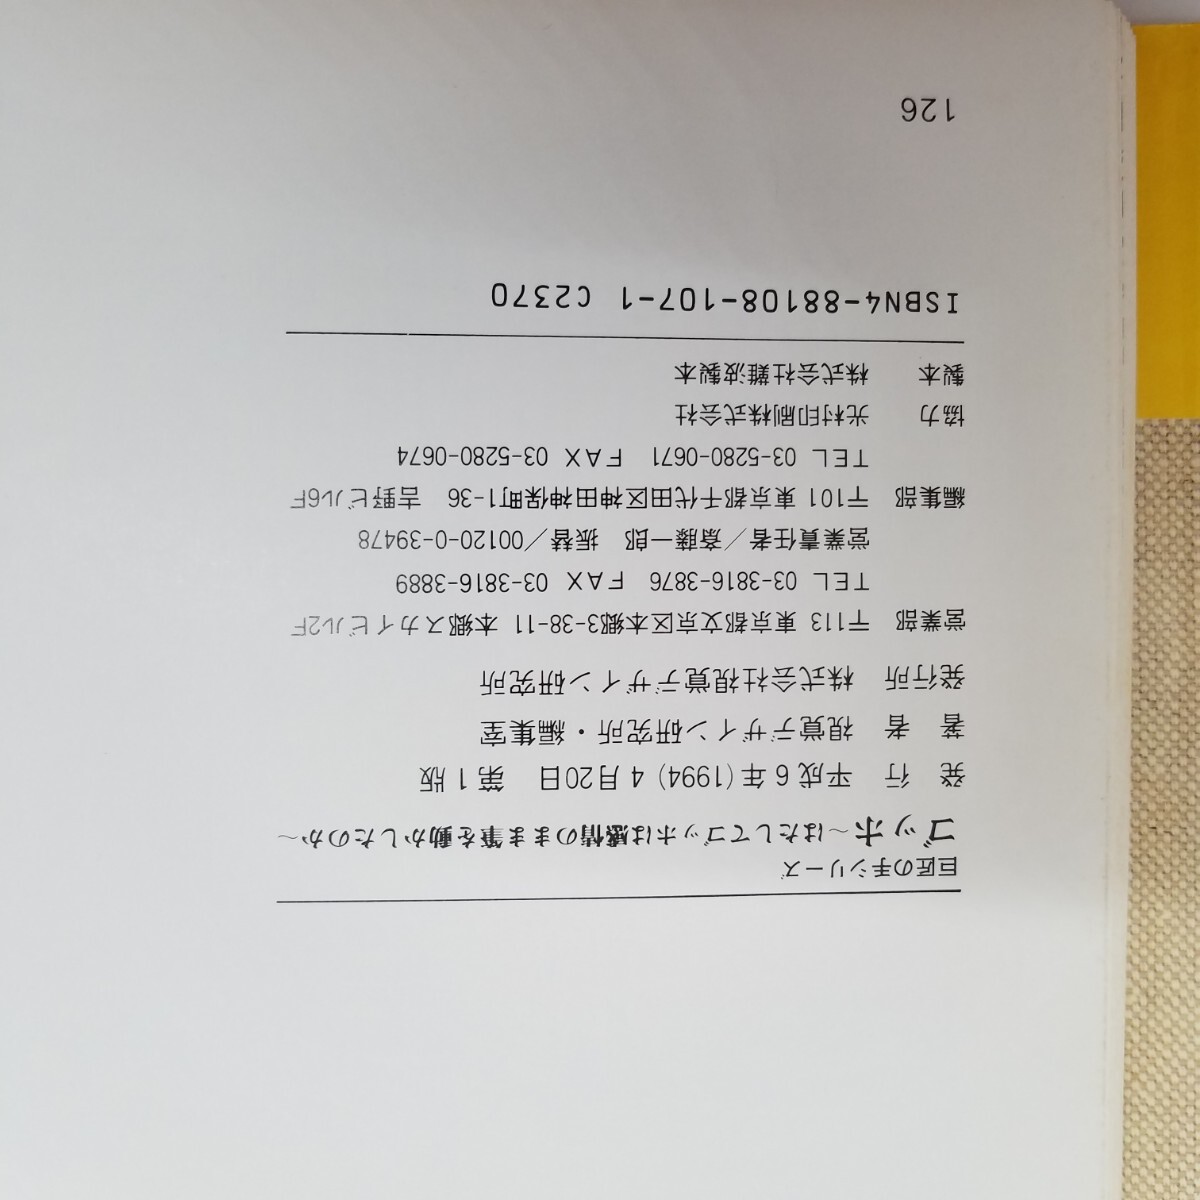 巨匠の手シリーズ
ゴッホ～はたしてゴッホは感情のまま筆を動かしたのか～
発　行　平成6年(1994) 4月20日　第1版
著　者　視覚デザイン研究所・編集室
発行所　株式会社視覚デザイン研究所
営業部　〒113 東京都文京区本郷3-38-11 本郷スカイビル2F
TEL 03-3816-3876　FAX 03-3816-3889
営業責任者／斎藤一郎　振替／00120-0-39478
編集部　〒101 東京都千代田区神田神保町1-36　吉野ビル6F
TEL 03-5280-0671　FAX 03-5280-0674
協力　光村印刷株式会社
製本　株式会社難波製本
ISBN4-88108-107-1 C2370
126